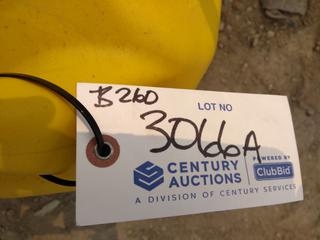 B260
LOT NO
3066A
CENTURY
AUCTIONS
POWERED BY
ClubBid
A DIVISION OF CENTURY SERVICES